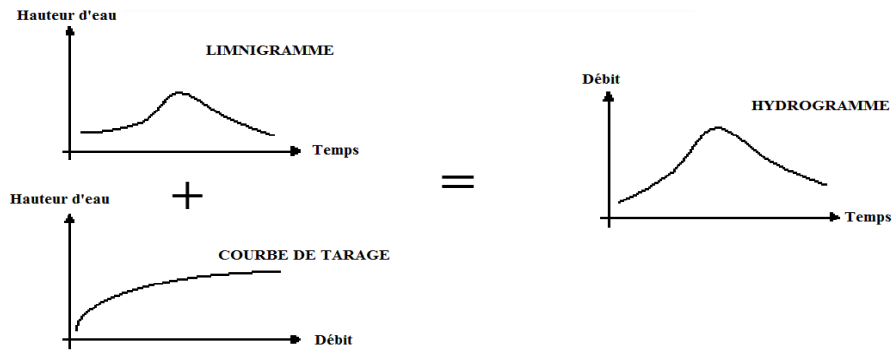 Hauteur d'eau
LIMNIGRAMME
Temps
+
Hauteur d'eau
COURBE DE TARAGE
Débit
=
Débit
HYDROGRAMME
Temps